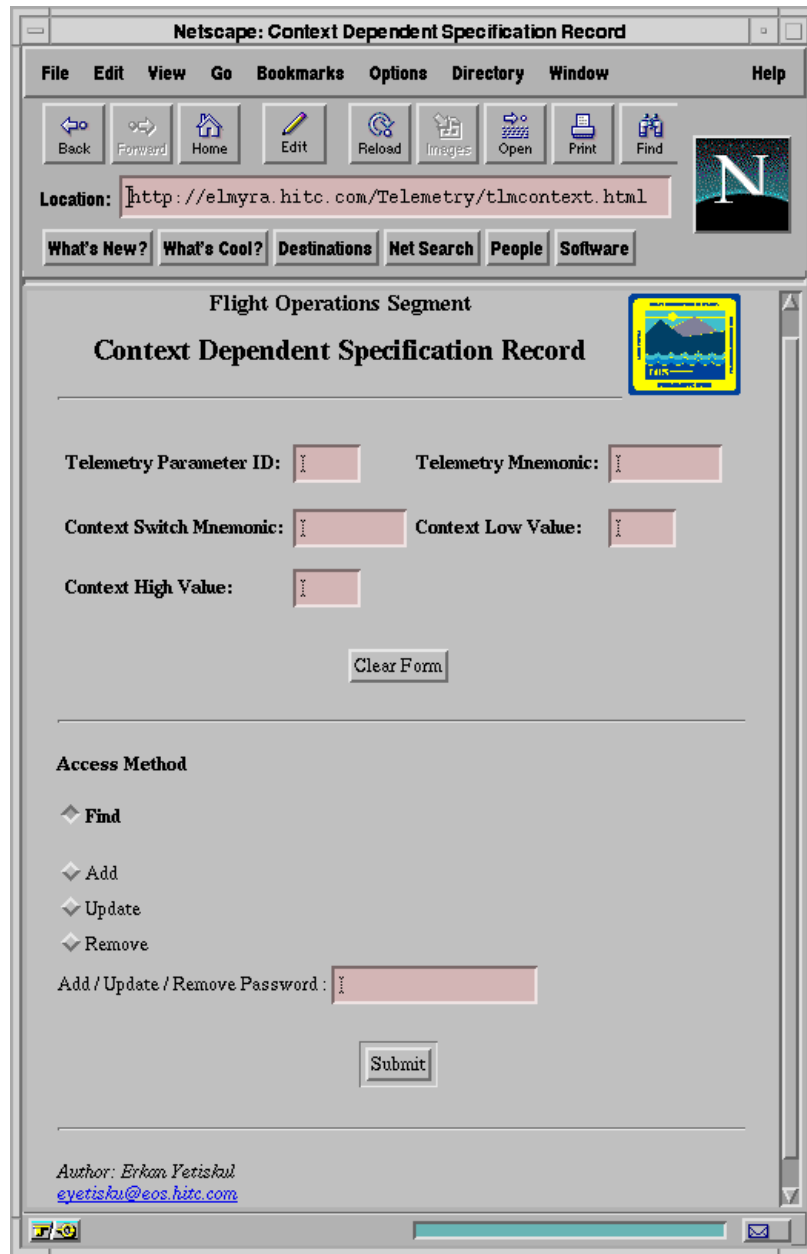 Netscape: Context Dependent Specification Record
File Edit View Go Bookmarks Options Directory Window Help
Back Forward Home Edit Reload Images Open Print Find
N
Location: http://elmyra.hitc.com/Telemetry/tlmcontext.html
What's New? What's Cool? Destinations Net Search People Software
Flight Operations Segment
Context Dependent Specification Record
Telemetry Parameter ID: Telemetry Mnemonic:
Context Switch Mnemonic: Context Low Value:
Context High Value:
Clear Form
Access Method
Find
Add
Update
Remove
Add / Update / Remove Password :
Submit
Author: Erkan Yetiskul
eyetisku@eos.hitc.com